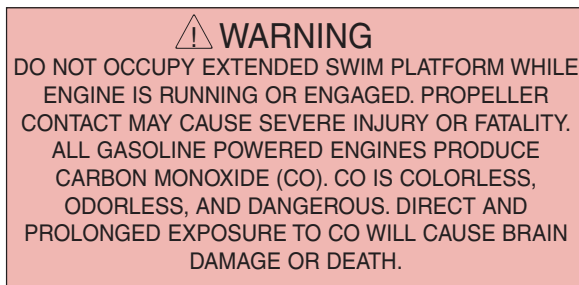 WARNING
DO NOT OCCUPY EXTENDED SWIM PLATFORM WHILE
ENGINE IS RUNNING OR ENGAGED. PROPELLER
CONTACT MAY CAUSE SEVERE INJURY OR FATALITY.
ALL GASOLINE POWERED ENGINES PRODUCE
CARBON MONOXIDE (CO). CO IS COLORLESS,
ODORLESS, AND DANGEROUS. DIRECT AND
PROLONGED EXPOSURE TO CO WILL CAUSE BRAIN
DAMAGE OR DEATH.